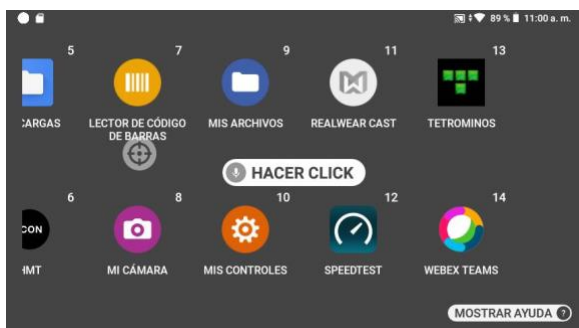 89 % 11:00 a. m.
5 7 9 11 13
CARGAS LECTOR DE CÓDIGO MIS ARCHIVOS REALWEAR CAST TETROMINOS
DE BARRAS
HACER CLICK
6 8 10 12 14
CON
HMT MI CÁMARA MIS CONTROLES SPEEDTEST WEBEX TEAMS
MOSTRAR AYUDA ?